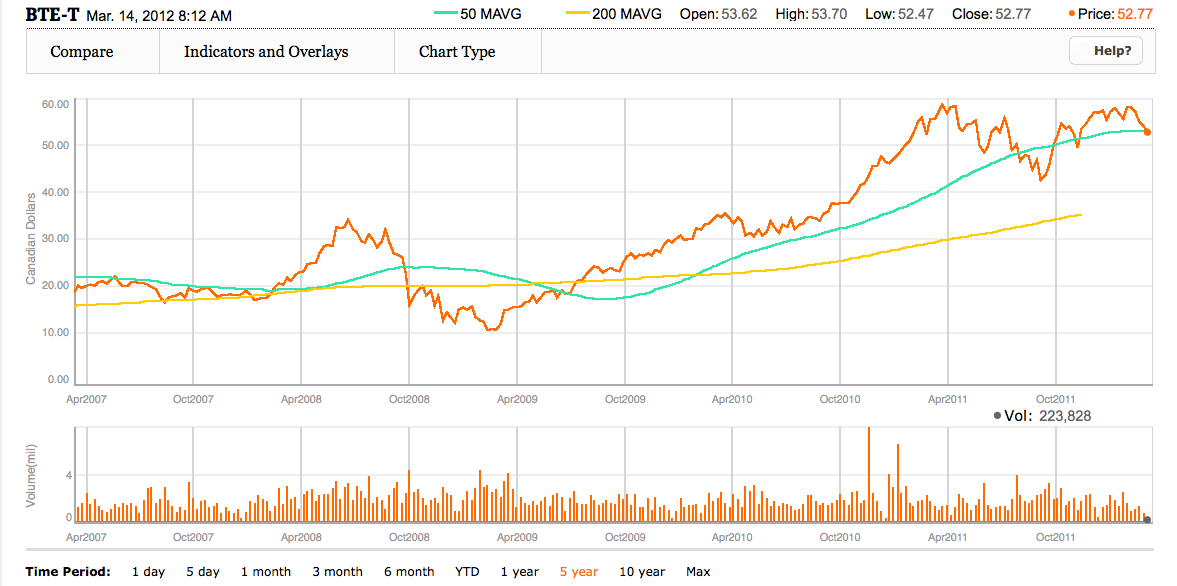 BTE-T Mar. 14, 2012 8:12 AM 50 MAVG 200 MAVG Open: 53.62 High: 53.70 Low: 52.47 Close: 52.77 Price: 52.77
Compare Indicators and Overlays Chart Type Help?
60.00
50.00
40.00
30.00
20.00
10.00
0.00
Canadian Dollars
Apr2007 Oct2007 Apr2008 Oct2008 Apr2009 Oct2009 Apr2010 Oct2010 Apr2011 Oct2011
Vol: 223,828
4
0
Volume(mil)
Apr2007 Oct2007 Apr2008 Oct2008 Apr2009 Oct2009 Apr2010 Oct2010 Apr2011 Oct2011
Time Period: 1 day 5 day 1 month 3 month 6 month YTD 1 year 5 year 10 year Max